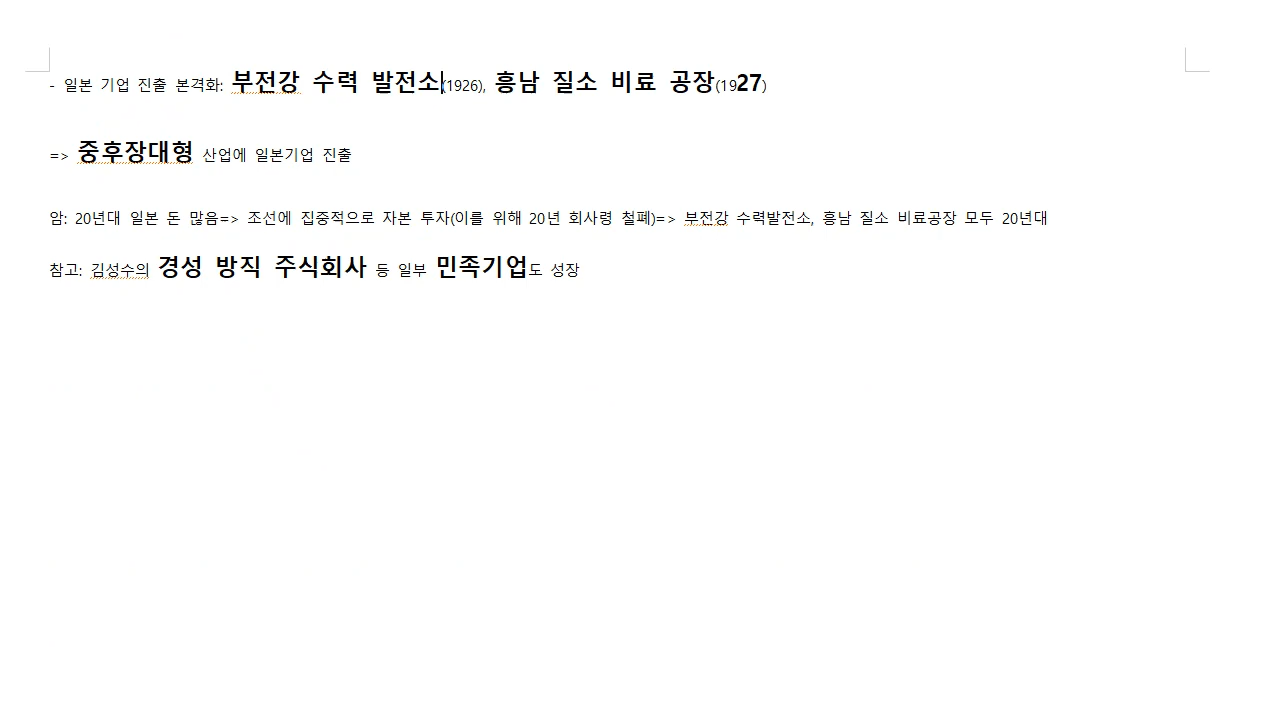 - 일본 기업 진출 본격화: 부전강 수력 발전소(1926), 흥남 질소 비료 공장(1927)
=> 중후장대형 산업에 일본기업 진출
암: 20년대 일본 돈 많음=> 조선에 집중적으로 자본 투자(이를 위해 20년 회사령 철폐)=> 부전강 수력발전소, 흥남 질소 비료공장 모두 20년대
참고: 김성수의 경성 방직 주식회사 등 일부 민족기업도 성장